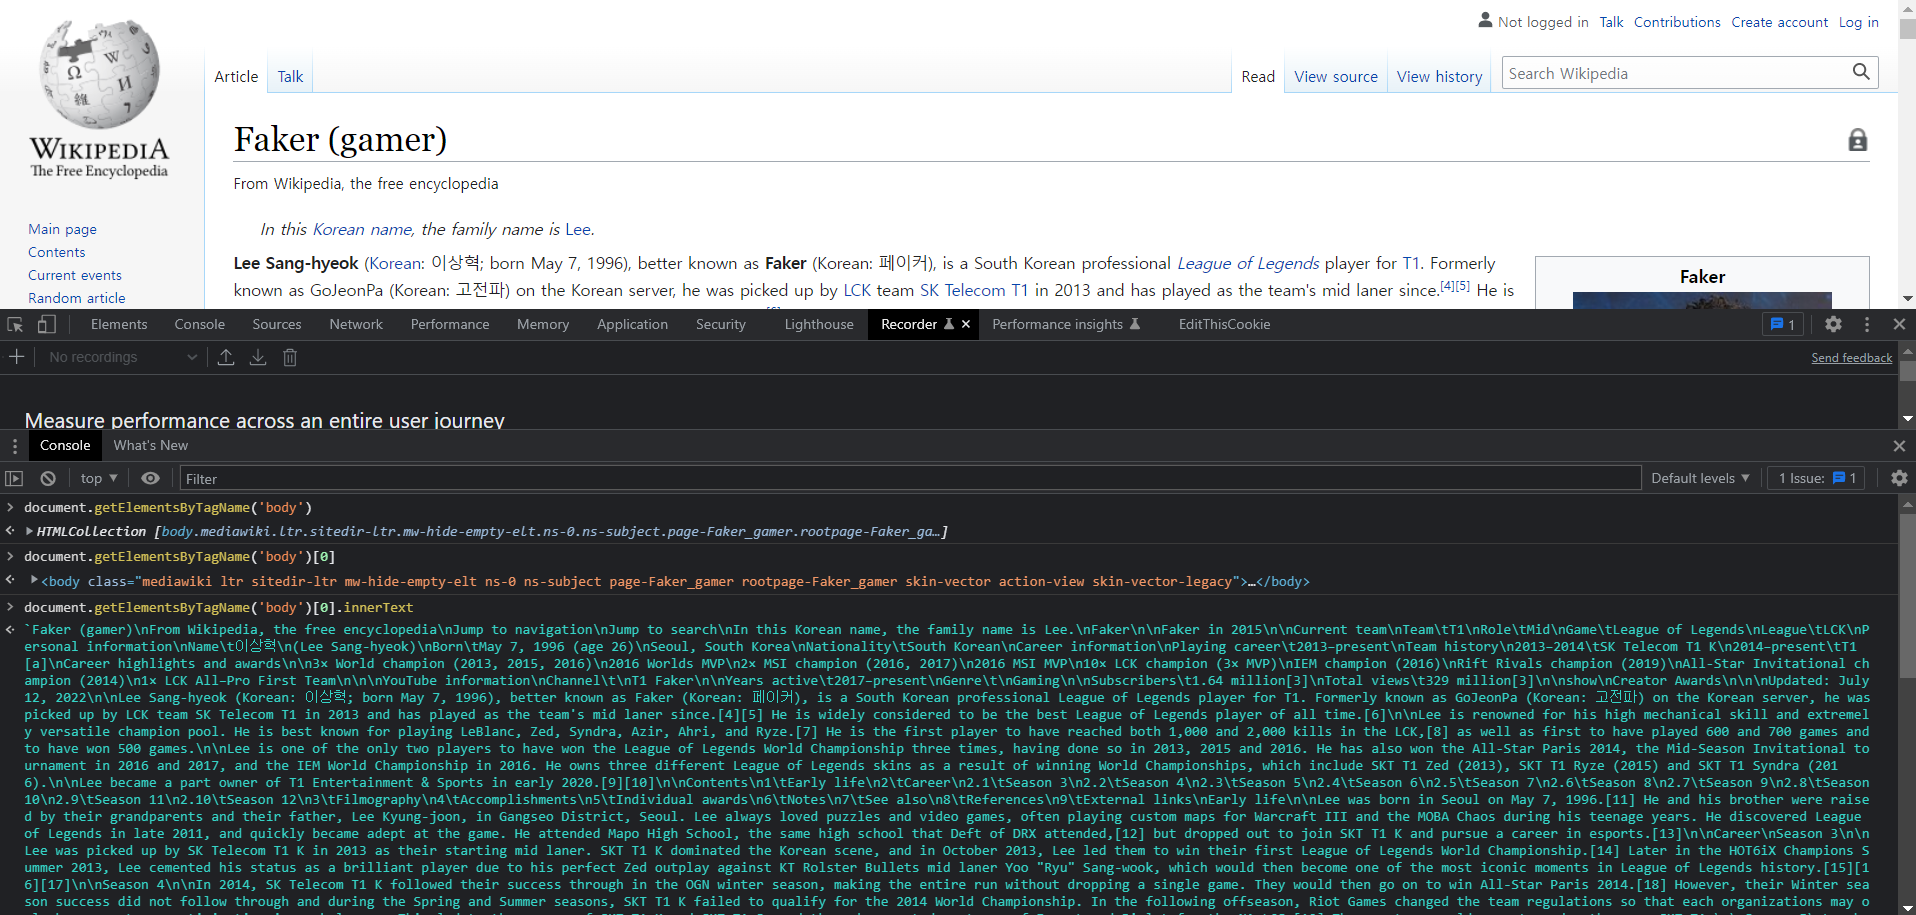 Not logged in Talk Contributions Create account Log in
Article Talk Read View source View history Search Wikipedia
WIKIPEDIA
The Free Encyclopedia
Main page
Contents
Current events
Random article
Faker (gamer)
From Wikipedia, the free encyclopedia
In this Korean name, the family name is Lee.
Lee Sang-hyeok (Korean: 이상혁; born May 7, 1996), better known as Faker (Korean: 페이커), is a South Korean professional League of Legends player for T1. Formerly
known as GoJeonPa (Korean: 고전파) on the Korean server, he was picked up by LCK team SK Telecom T1 in 2013 and has played as the team's mid laner since.[4][5] He is
Faker
Elements Console Sources Network Performance Memory Application Security Lighthouse Recorder Performance insights EditThisCookie 1
No recordings Send feedback
Measure performance across an entire user journey
Console What's New
top Filter Default levels 1 Issue: 1
document.getElementsByTagName('body')
HTMLCollection [body.mediawiki.ltr.sitedir-ltr.mw-hide-empty-elt.ns-0.ns-subject.page-Faker_gamer.rootpage-Faker_ga…]
document.getElementsByTagName('body')[0]
<body class="mediawiki ltr sitedir-ltr mw-hide-empty-elt ns-0 ns-subject page-Faker_gamer rootpage-Faker_gamer skin-vector action-view skin-vector-legacy">…</body>
document.getElementsByTagName('body')[0].innerText
`Faker (gamer)\nFrom Wikipedia, the free encyclopedia\nJump to navigation\nJump to search\nIn this Korean name, the family name is Lee.\nFaker\n\nFaker in 2015\n\nCurrent team\nTeam\tT1\nRole\tMid\nGame\tLeague of Legends\nLeague\tLCK\nP
ersonal information\nName\t이상혁\n(Lee Sang-hyeok)\nBorn\tMay 7, 1996 (age 26)\nSeoul, South Korea\nNationality\tSouth Korean\nCareer information\nPlaying career\t2013–present\nTeam history\n2013–2014\tSK Telecom T1 K\n2014–present\tT1
[a]\nCareer highlights and awards\n\n3× World champion (2013, 2015, 2016)\n2016 Worlds MVP\n2× MSI champion (2016, 2017)\n2016 MSI MVP\n10× LCK champion (3× MVP)\nIEM champion (2016)\nRift Rivals champion (2019)\nAll-Star Invitational ch
ampion (2014)\n1× LCK All-Pro First Team\n\n\nYouTube information\nChannel\t\nT1 Faker\n\nYears active\t2017–present\nGenre\t\nGaming\n\nSubscribers\t1.64 million[3]\nTotal views\t329 million[3]\n\nshow\nCreator Awards\n\n\nUpdated: July
12, 2022\n\nLee Sang-hyeok (Korean: 이상혁; born May 7, 1996), better known as Faker (Korean: 페이커), is a South Korean professional League of Legends player for T1. Formerly known as GoJeonPa (Korean: 고전파) on the Korean server, he was
picked up by LCK team SK Telecom T1 in 2013 and has played as the team's mid laner since.[4][5] He is widely considered to be the best League of Legends player of all time.[6]\n\nLee is renowned for his high mechanical skill and extremel
y versatile champion pool. He is best known for playing LeBlanc, Zed, Syndra, Azir, Ahri, and Ryze.[7] He is the first player to have reached both 1,000 and 2,000 kills in the LCK,[8] as well as first to have played 600 and 700 games and
to have won 500 games.\n\nLee is one of the only two players to have won the League of Legends World Championship three times, having done so in 2013, 2015 and 2016. He has also won the All-Star Paris 2014, the Mid-Season Invitational to
urnament in 2016 and 2017, and the IEM World Championship in 2016. He owns three different League of Legends skins as a result of winning World Championships, which include SKT T1 Zed (2013), SKT T1 Ryze (2015) and SKT T1 Syndra (201
6).\n\nLee became a part owner of T1 Entertainment & Sports in early 2020.[9][10]\n\nContents\n1\tEarly life\n2\tCareer\n2.1\tSeason 3\n2.2\tSeason 4\n2.3\tSeason 5\n2.4\tSeason 6\n2.5\tSeason 7\n2.6\tSeason 8\n2.7\tSeason 9\n2.8\tSeason
10\n2.9\tSeason 11\n2.10\tSeason 12\n3\tFilmography\n4\tAccomplishments\n5\tIndividual awards\n6\tNotes\n7\tSee also\n8\tReferences\n9\tExternal links\nEarly life\n\nLee was born in Seoul on May 7, 1996.[11] He and his brother were raise
d by their grandparents and their father, Lee Kyung-joon, in Gangseo District, Seoul. Lee always loved puzzles and video games, often playing custom maps for Warcraft III and the MOBA Chaos during his teenage years. He discovered League
of Legends in late 2011, and quickly became adept at the game. He attended Mapo High School, the same high school that Deft of DRX attended,[12] but dropped out to join SKT T1 K and pursue a career in esports.[13]\n\nCareer\nSeason 3\n\n
Lee was picked up by SK Telecom T1 K in 2013 as their starting mid laner. SKT T1 K dominated the Korean scene, and in October 2013, Lee led them to win their first League of Legends World Championship.[14] Later in the HOT6iX Champions S
ummer 2013, Lee cemented his status as a brilliant player due to his perfect Zed outplay against KT Rolster Bullets mid laner Yoo "Ryu" Sang-wook, which would then become one of the most iconic moments in League of Legends history.[15][1
6][17]\n\nSeason 4\n\nIn 2014, SK Telecom T1 K followed their success through in the OGN winter season, making the entire run without dropping a single game. They would then go on to win All-Star Paris 2014.[18] However, their Winter sea
son success did not follow through and during the Spring and Summer seasons, SKT T1 K failed to qualify for the 2014 World Championship. In the following offseason, Riot Games changed the team regulations so that each organizations may o